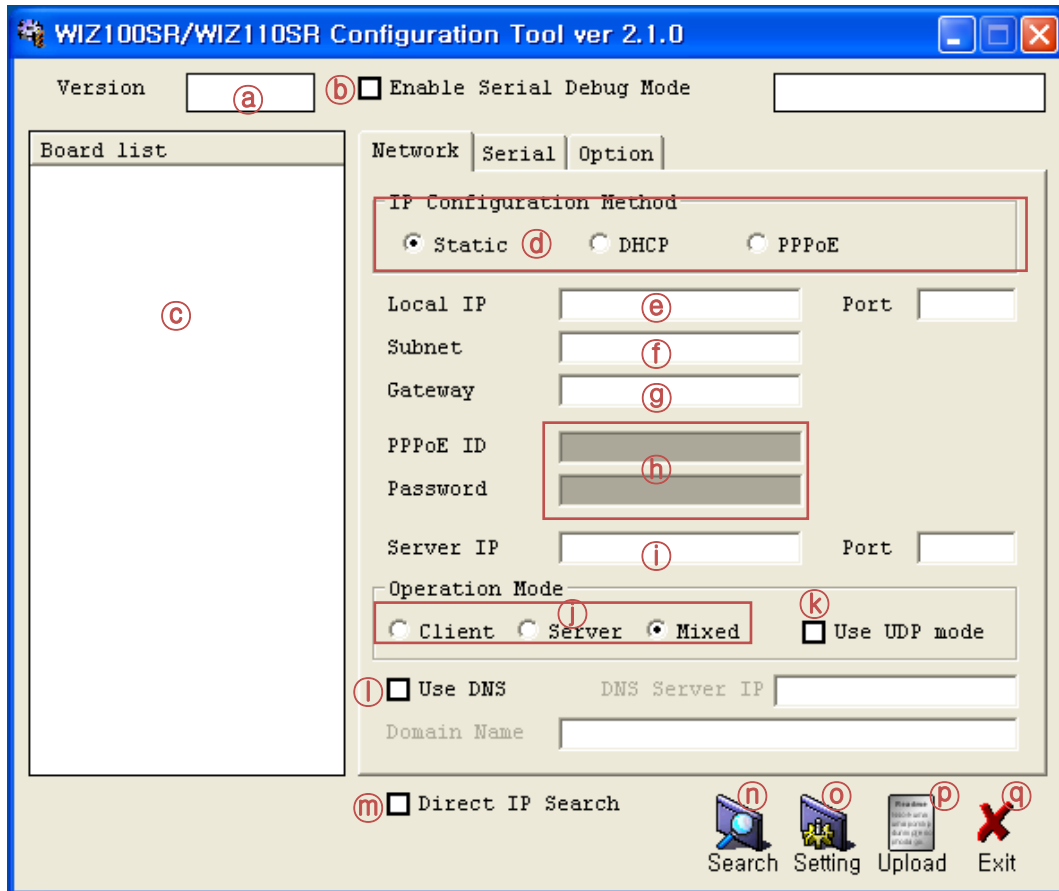 WIZ100SR/WIZ110SR Configuration Tool ver 2.1.0
Version ⓐ ⓑ Enable Serial Debug Mode
Board list
ⓒ
Network Serial Option
IP Configuration Method
Static ⓓ DHCP PPPoE
Local IP ⓔ Port
Subnet ⓕ
Gateway ⓖ
PPPoE ID
ⓗ
Password
Server IP ⓘ Port
Operation Mode
ⓙ ⓚ
Client Server Mixed Use UDP mode
ⓛ Use DNS DNS Server IP
Domain Name
ⓜ Direct IP Search
ⓝ ⓞ ⓟ ⓠ
Readme
Search Setting Upload Exit